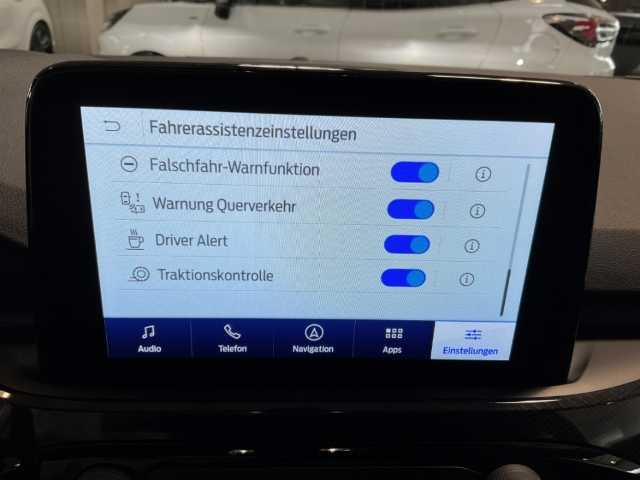 Fahrerassistenzeinstellungen
Falschfahr-Warnfunktion
Warnung Querverkehr
Driver Alert
Traktionskontrolle
Audio
Telefon
Navigation
Apps
Einstellungen